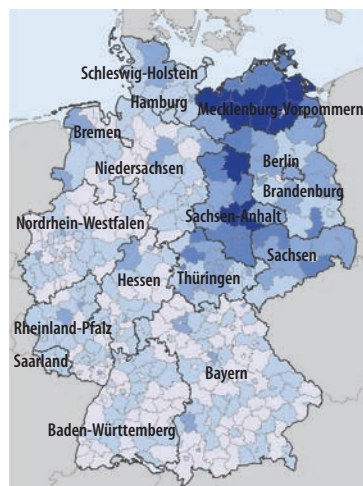 Schleswig-Holstein
Hamburg
Mecklenburg-Vorpommern
Bremen
Niedersachsen
Berlin
Brandenburg
Nordrhein-Westfalen
Sachsen-Anhalt
Sachsen
Hessen
Thüringen
Rheinland-Pfalz
Saarland
Bayern
Baden-Württemberg